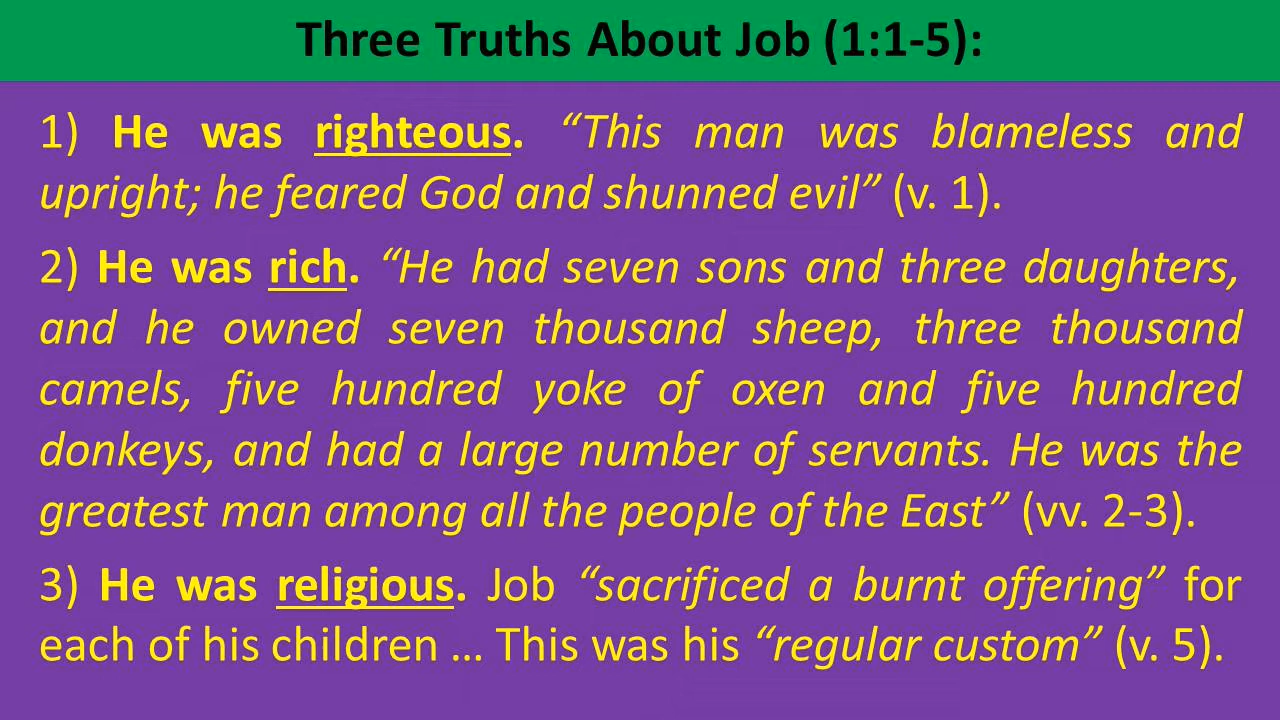 Three Truths About Job (1:1-5):
1) He was righteous. “This man was blameless and
upright; he feared God and shunned evil” (v. 1).
2) He was rich. “He had seven sons and three daughters,
and he owned seven thousand sheep, three thousand
camels, five hundred yoke of oxen and five hundred
donkeys, and had a large number of servants. He was the
greatest man among all the people of the East” (vv. 2-3).
3) He was religious. Job “sacrificed a burnt offering” for
each of his children … This was his “regular custom” (v. 5).